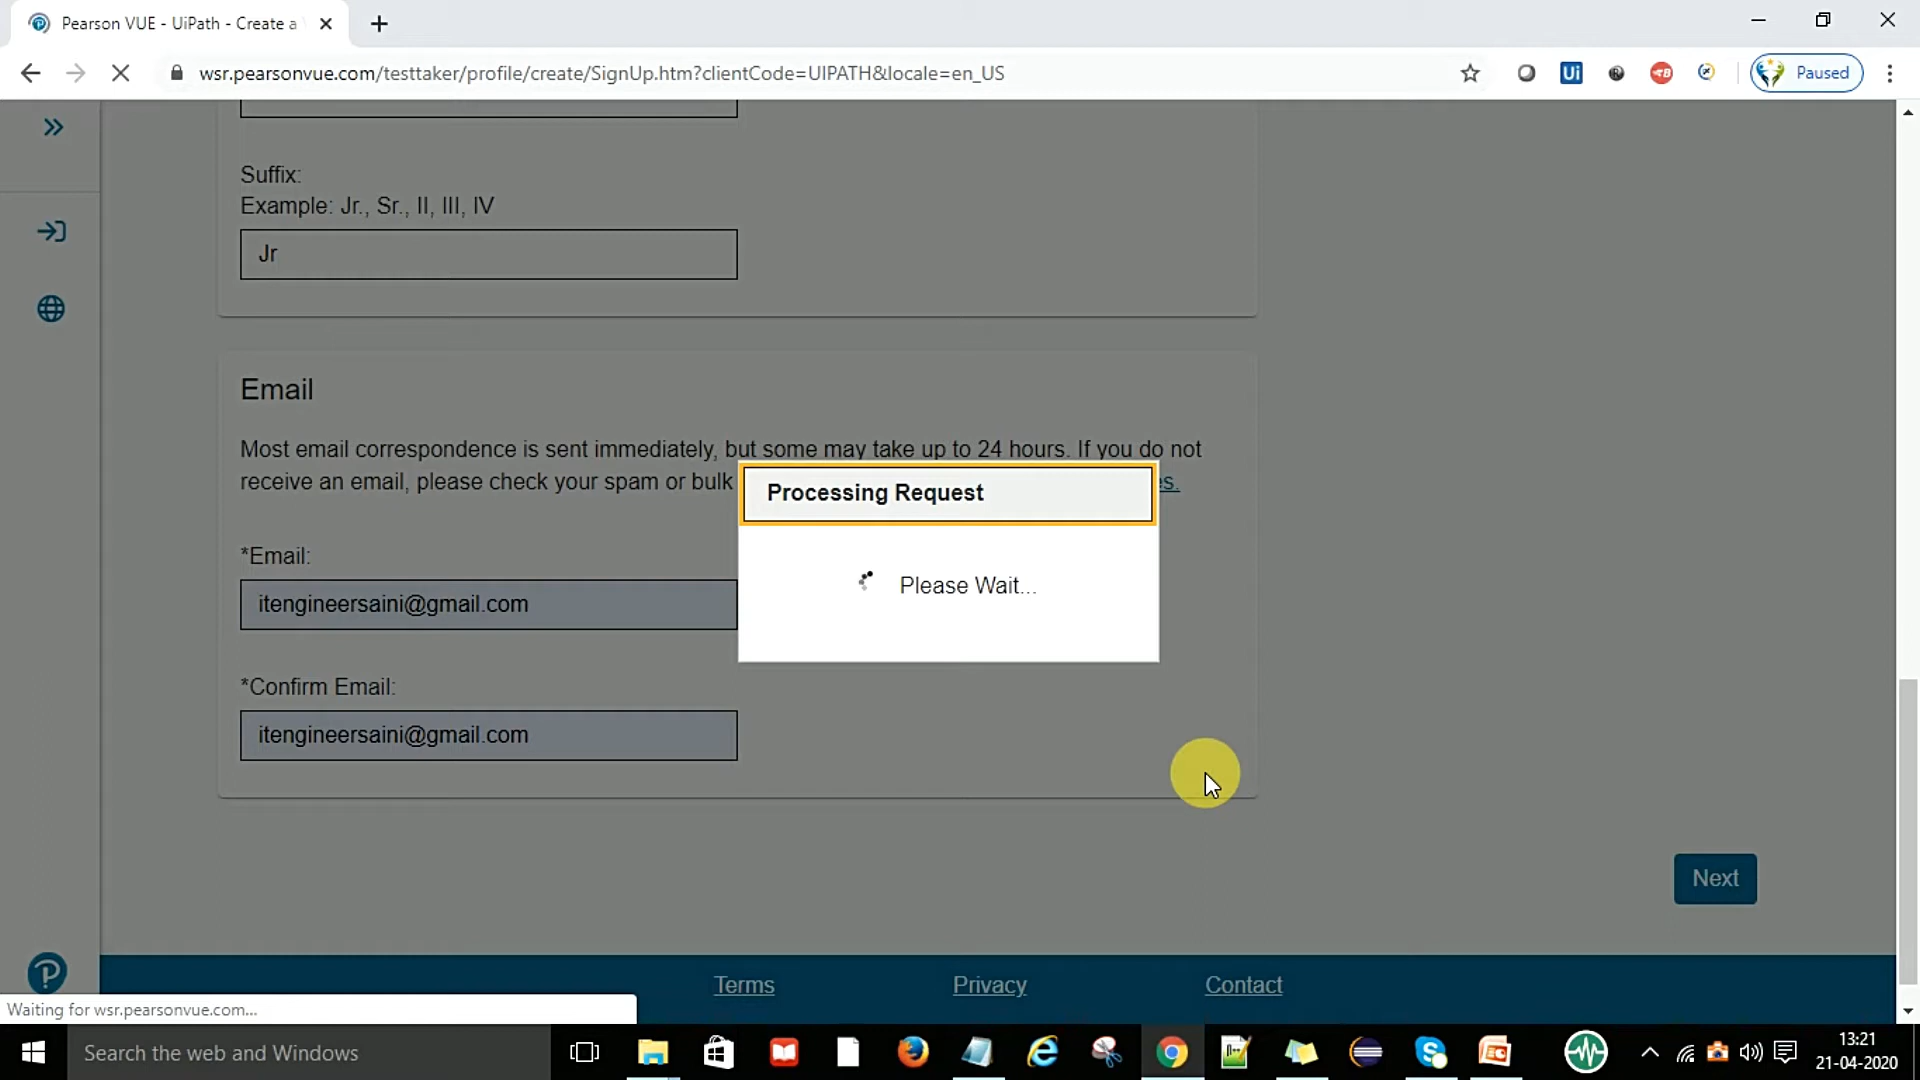 Pearson VUE - UiPath - Create a
wsr.pearsonvue.com/testtaker/profile/create/SignUp.htm?clientCode=UIPATH&locale=en_US
Ui
Paused
Suffix:
Example: Jr., Sr., II, III, IV
Jr
Email
Most email correspondence is sent immediately, but some may take up to 24 hours. If you do not
receive an email, please check your spam or bulk
Processing Request
Please Wait...
*Email:
itengineersaini@gmail.com
*Confirm Email:
itengineersaini@gmail.com
Next
Terms
Privacy
Contact
Waiting for wsr.pearsonvue.com...
Search the web and Windows
13:21
21-04-2020